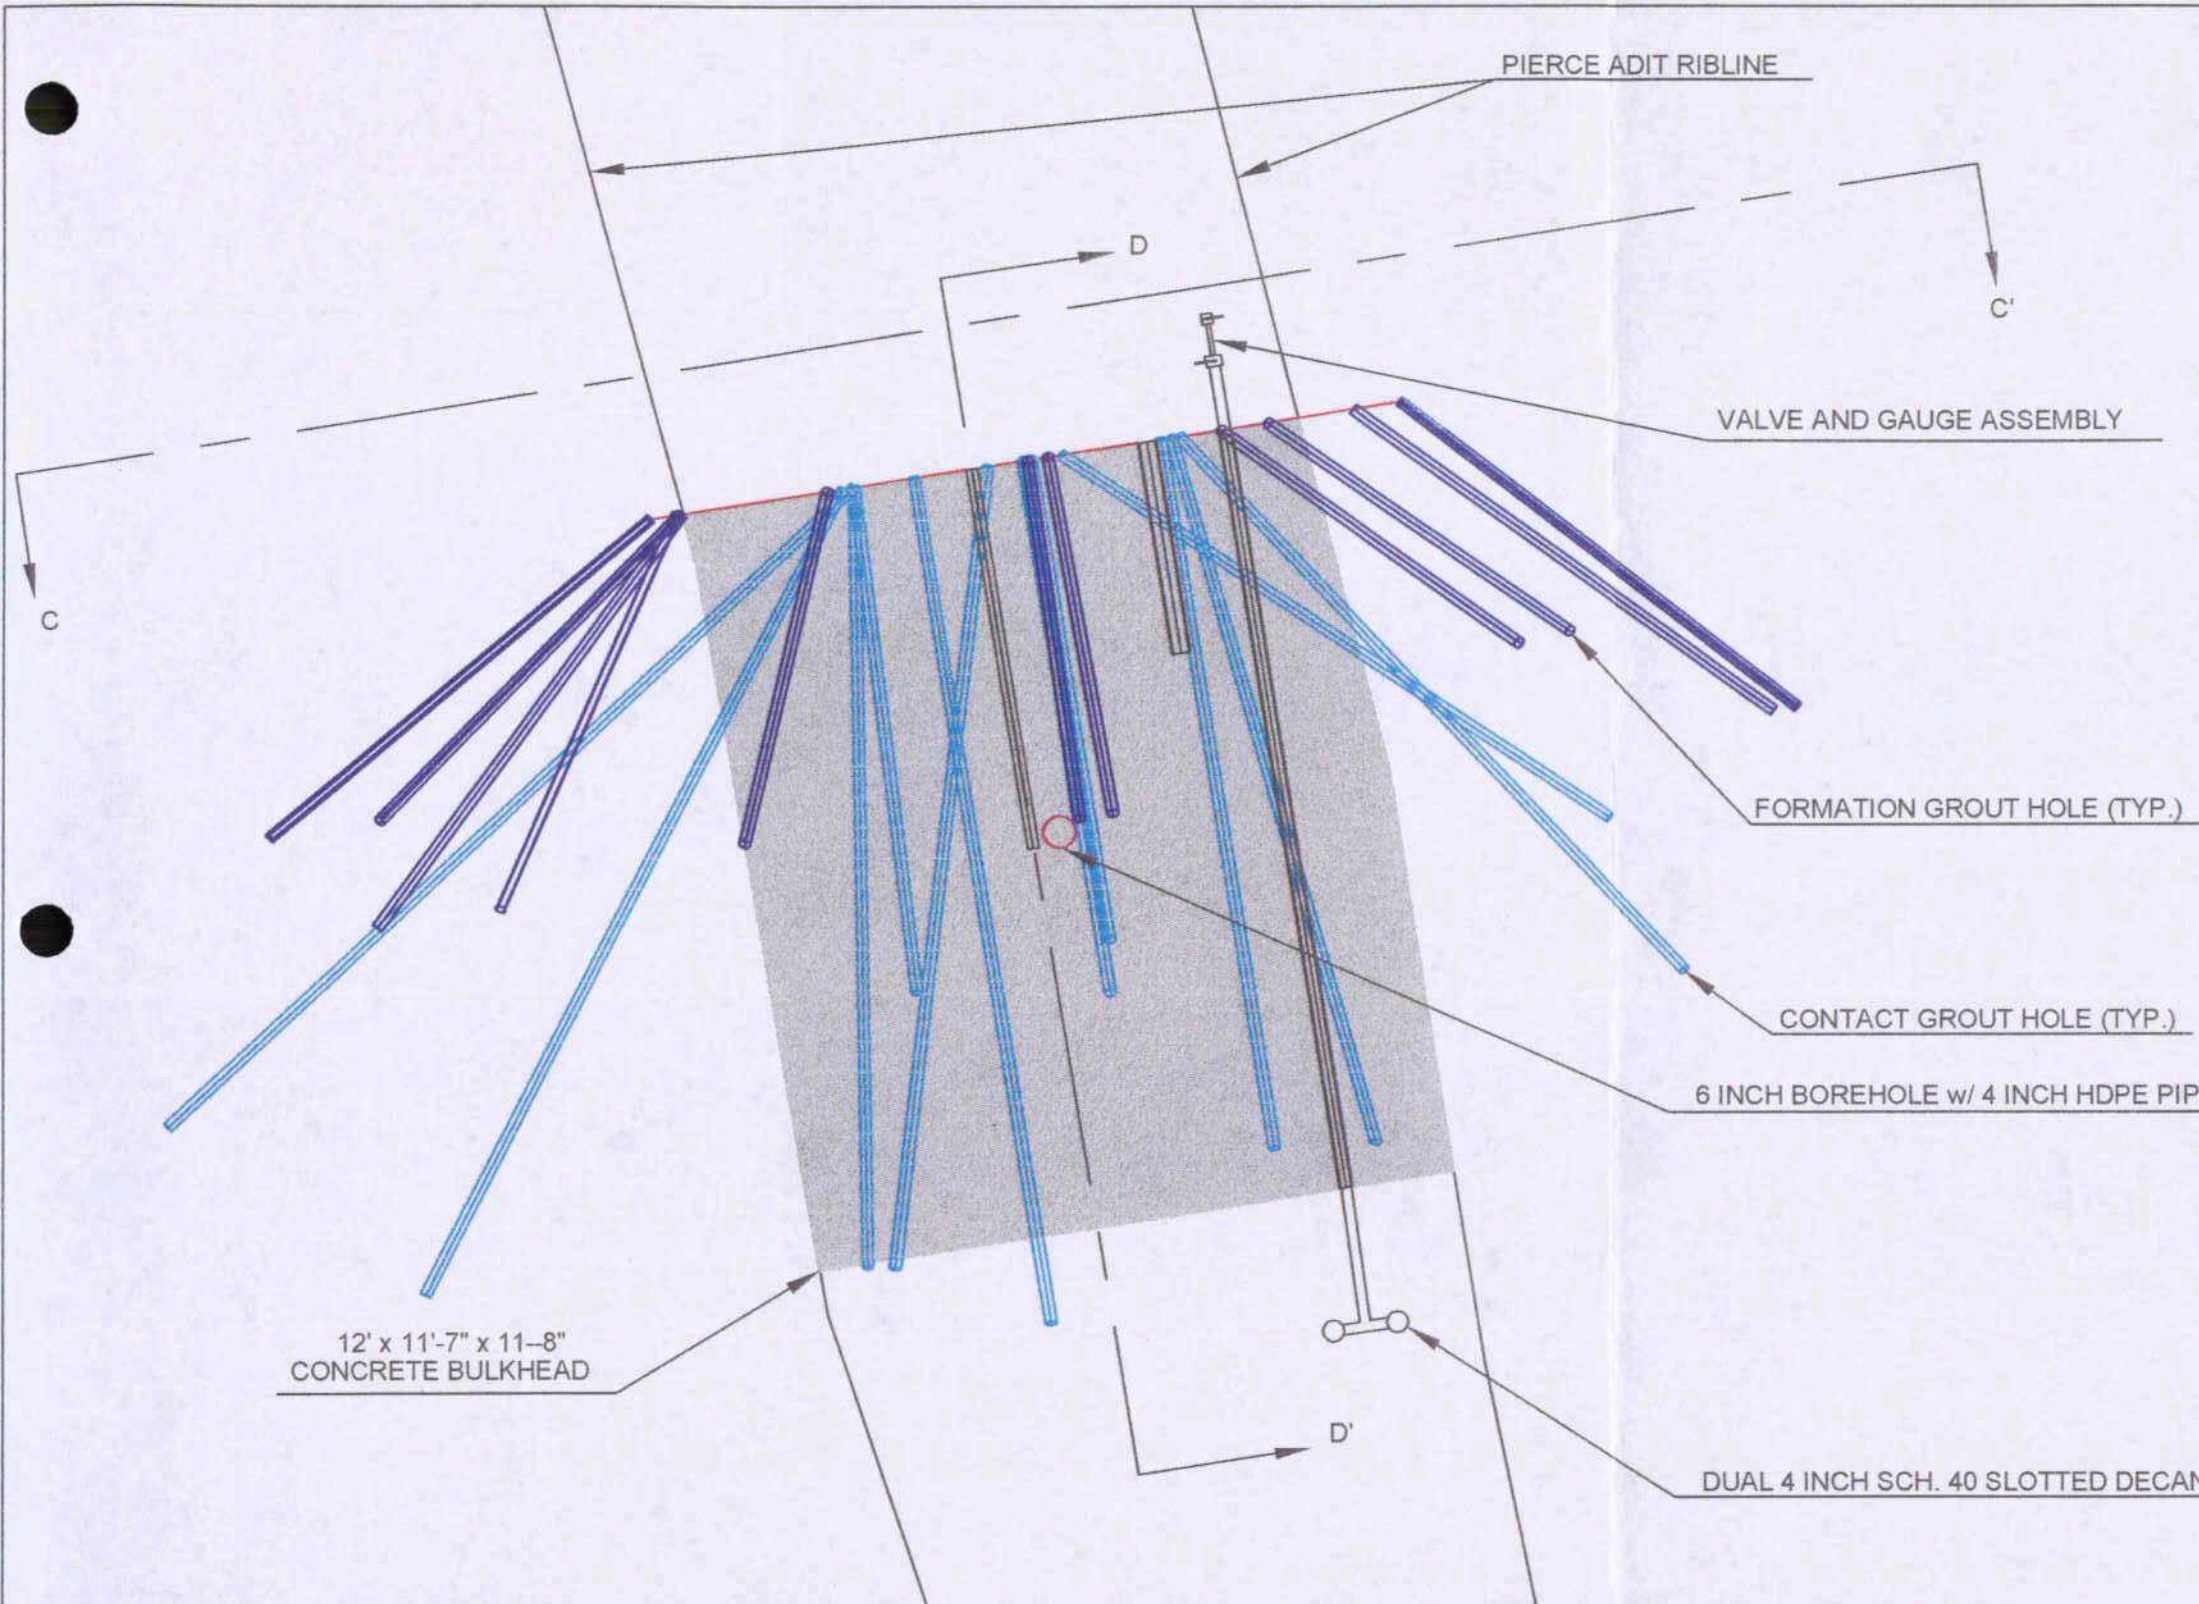 PIERCE ADIT RIBLINE
D
C'
VALVE AND GAUGE ASSEMBLY
C
FORMATION GROUT HOLE (TYP.)
CONTACT GROUT HOLE (TYP.)
6 INCH BOREHOLE w/ 4 INCH HDPE PIP
12' x 11'-7" x 11--8"
CONCRETE BULKHEAD
D'
DUAL 4 INCH SCH. 40 SLOTTED DECAN